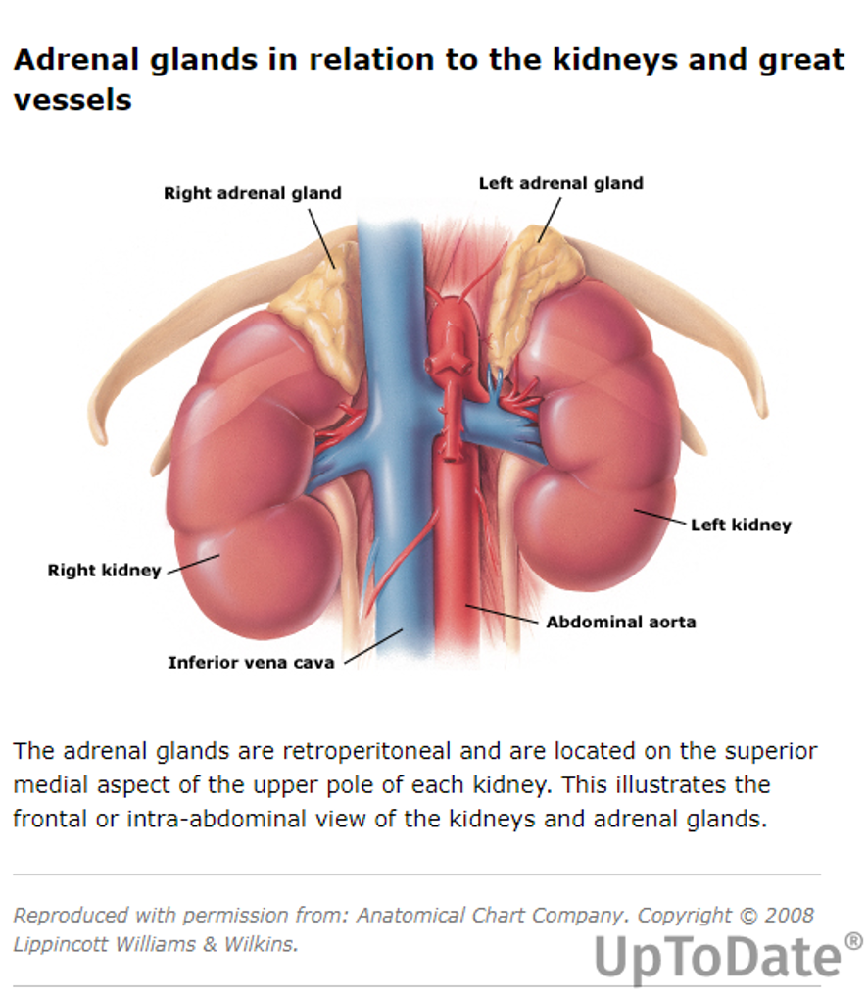 Adrenal glands in relation to the kidneys and great
vessels
Right adrenal gland
Left adrenal gland
Left kidney
Right kidney
Abdominal aorta
Inferior vena cava
The adrenal glands are retroperitoneal and are located on the superior
medial aspect of the upper pole of each kidney. This illustrates the
frontal or intra-abdominal view of the kidneys and adrenal glands.
Reproduced with permission from: Anatomical Chart Company. Copyright © 2008
Lippincott Williams & Wilkins.
UpToDate®